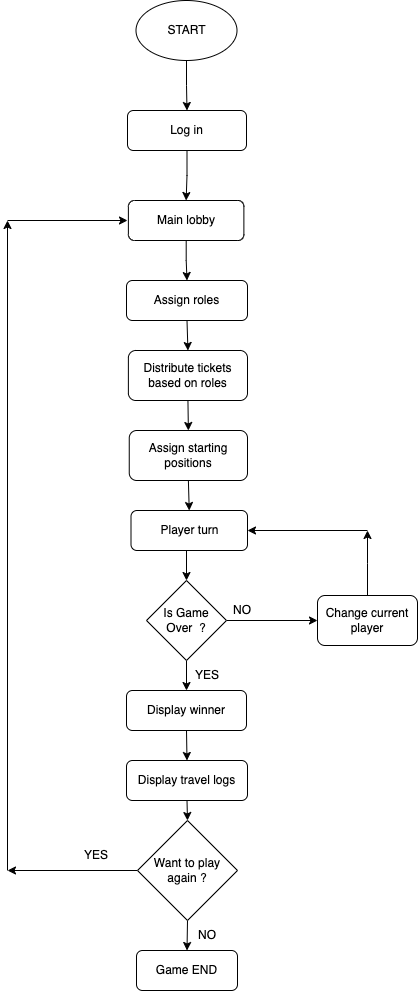 START
Log in
Main lobby
Assign roles
Distribute tickets
based on roles
Assign starting
positions
Player turn
Is Game
Over ?
NO
Change current
player
YES
Display winner
Display travel logs
Want to play
again ?
YES
NO
Game END